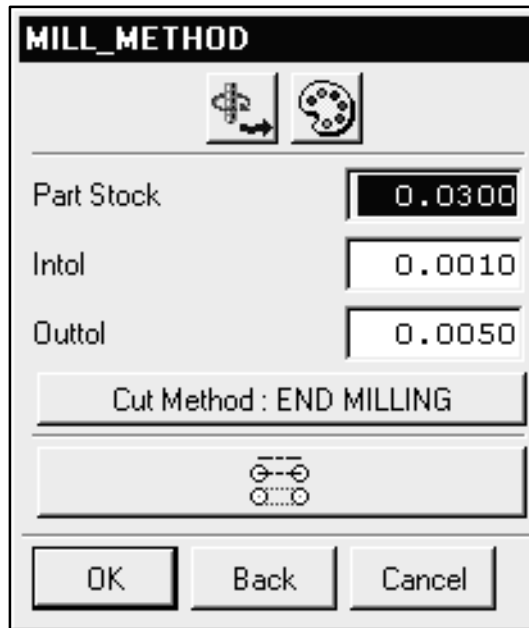 MILL_METHOD
Part Stock 0.0300
Intol 0.0010
Outtol 0.0050
Cut Method : END MILLING
OK Back Cancel